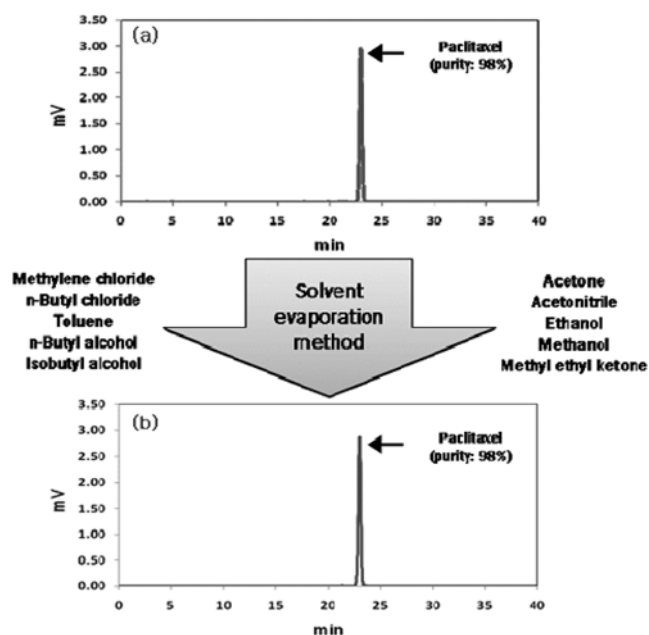 (a)
Paclitaxel
(purity: 98%)
3.50
3.00
2.50
2.00
1.50
1.00
0.50
0.00
mV
0 5 10 15 20 25 30 35 40
min
Methylene chloride
n-Butyl chloride
Toluene
n-Butyl alcohol
Isobutyl alcohol
Solvent
evaporation
method
Acetone
Acetonitrile
Ethanol
Methanol
Methyl ethyl ketone
(b)
Paclitaxel
(purity: 98%)
3.50
3.00
2.50
2.00
1.50
1.00
0.50
0.00
mV
0 5 10 15 20 25 30 35 40
min